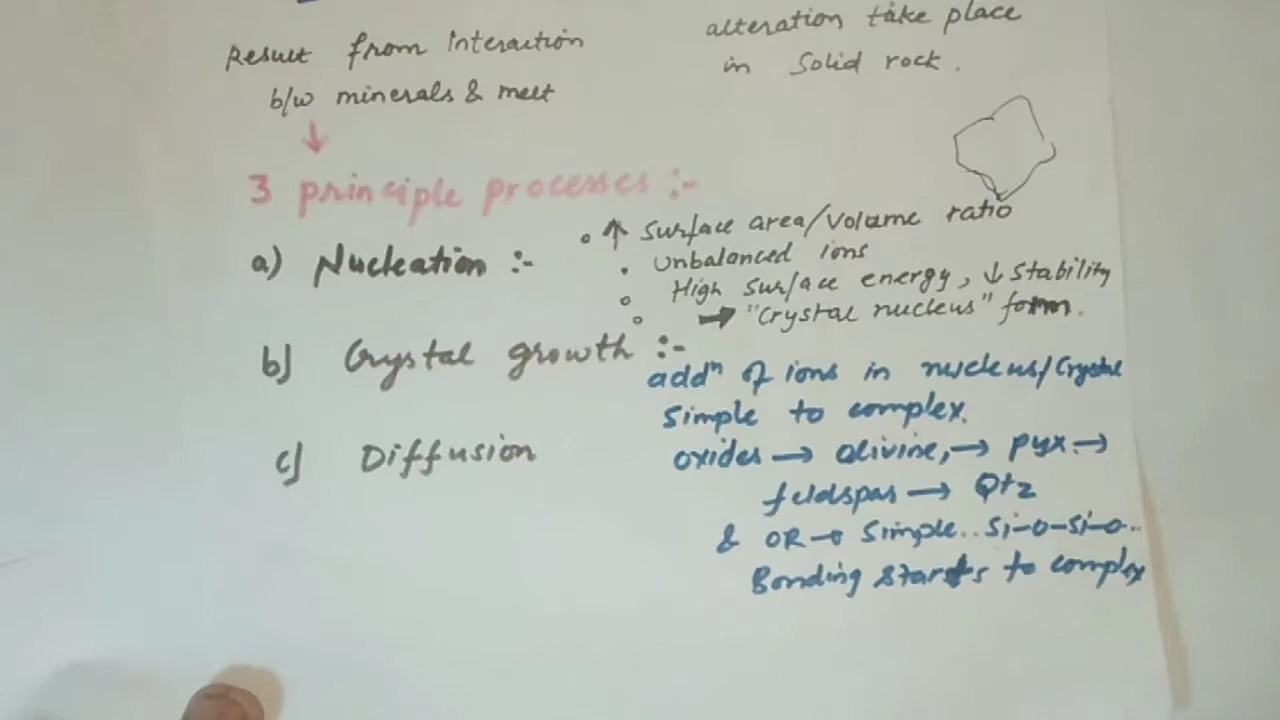 Result from Interaction
b/w minerals & melt
alteration take place
in Solid rock.
3 principle processes :-
a) Nucleation :-
↑ Surface area/Volume ratio
Unbalanced ions
High surface energy, ↓ Stability
→ "Crystal nucleus" form.
b) Crystal growth :-
addⁿ of ions in nucleus/Crystal
Simple to complex.
oxides → olivine, → pyx. →
feldspar → Qtz
& OR → Simple.. Si-O-Si-O..
Bonding starts to complex
c) Diffusion